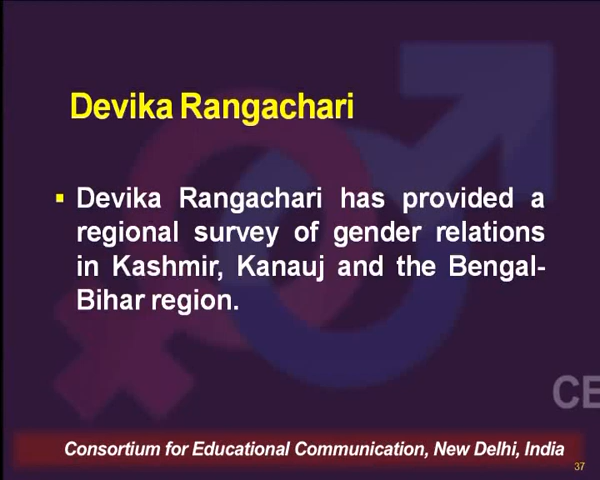 Devika Rangachari
▪ Devika Rangachari has provided a
regional survey of gender relations
in Kashmir, Kanauj and the Bengal-
Bihar region.
CE
Consortium for Educational Communication, New Delhi, India
37